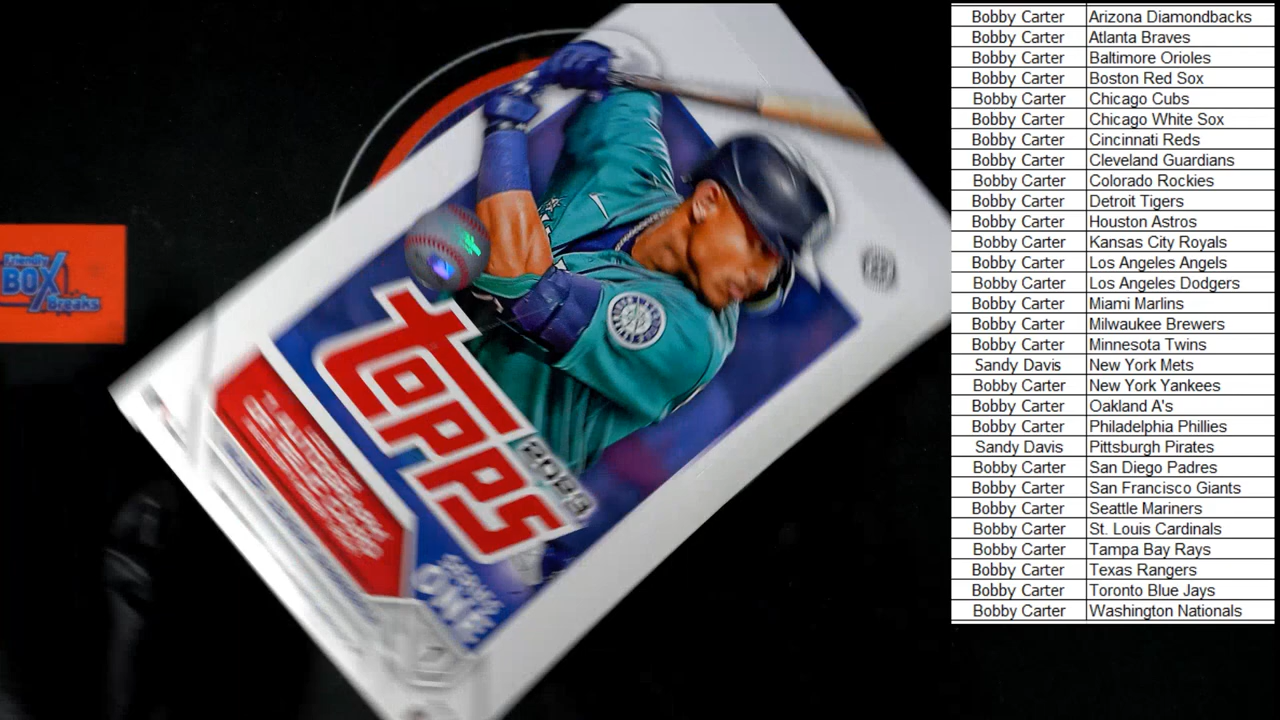 Friendly
BOX
Breaks
TOPPS
2023
SERIES
ONE
Bobby Carter Arizona Diamondbacks
Bobby Carter Atlanta Braves
Bobby Carter Baltimore Orioles
Bobby Carter Boston Red Sox
Bobby Carter Chicago Cubs
Bobby Carter Chicago White Sox
Bobby Carter Cincinnati Reds
Bobby Carter Cleveland Guardians
Bobby Carter Colorado Rockies
Bobby Carter Detroit Tigers
Bobby Carter Houston Astros
Bobby Carter Kansas City Royals
Bobby Carter Los Angeles Angels
Bobby Carter Los Angeles Dodgers
Bobby Carter Miami Marlins
Bobby Carter Milwaukee Brewers
Bobby Carter Minnesota Twins
Sandy Davis New York Mets
Bobby Carter New York Yankees
Bobby Carter Oakland A's
Bobby Carter Philadelphia Phillies
Sandy Davis Pittsburgh Pirates
Bobby Carter San Diego Padres
Bobby Carter San Francisco Giants
Bobby Carter Seattle Mariners
Bobby Carter St. Louis Cardinals
Bobby Carter Tampa Bay Rays
Bobby Carter Texas Rangers
Bobby Carter Toronto Blue Jays
Bobby Carter Washington Nationals